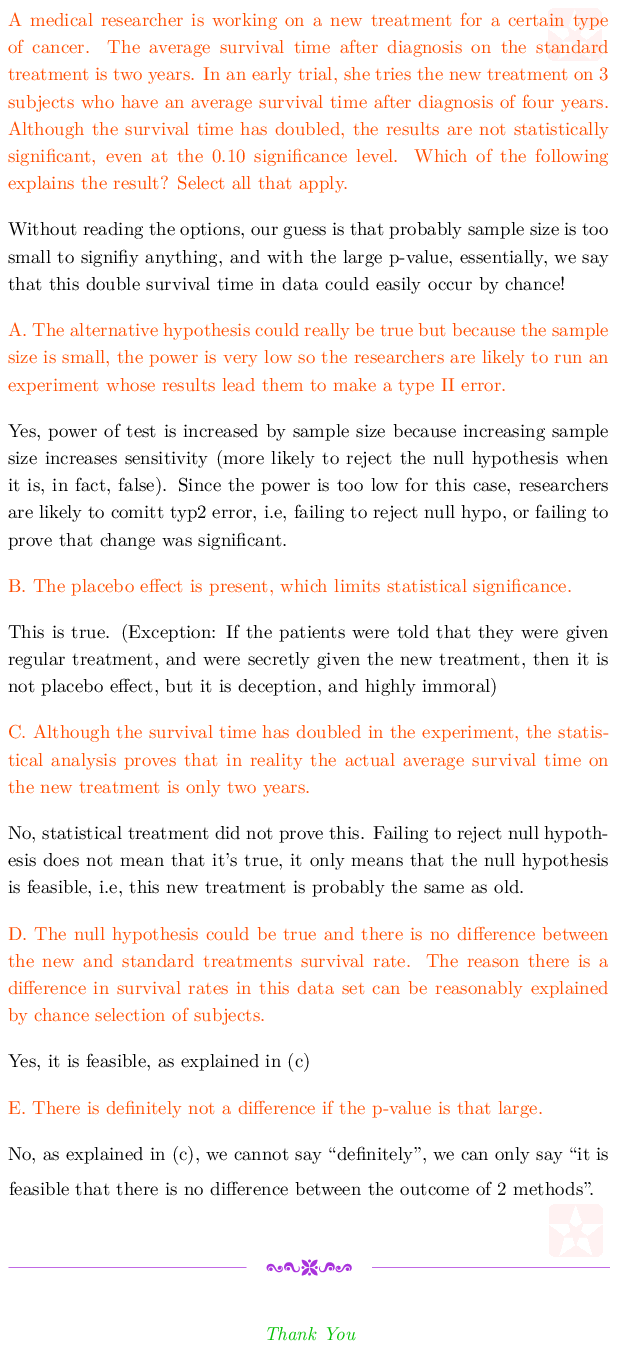 A medical researcher is working on a new treatment for a certain type
of cancer. The average survival time after diagnosis on the standard
treatment is two years. In an early trial, she tries the new treatment on 3
subjects who have an average survival time after diagnosis of four years.
Although the survival time has doubled, the results are not statistically
significant, even at the 0.10 significance level. Which of the following
explains the result? Select all that apply.
Without reading the options, our guess is that probably sample size is too
small to signifiy anything, and with the large p-value, essentially, we say
that this double survival time in data could easily occur by chance!
A. The alternative hypothesis could really be true but because the sample
size is small, the power is very low so the researchers are likely to run an
experiment whose results lead them to make a type II error.
Yes, power of test is increased by sample size because increasing sample
size increases sensitivity (more likely to reject the null hypothesis when
it is, in fact, false). Since the power is too low for this case, researchers
are likely to comitt typ2 error, i.e, failing to reject null hypo, or failing to
prove that change was significant.
B. The placebo effect is present, which limits statistical significance.
This is true. (Exception: If the patients were told that they were given
regular treatment, and were secretly given the new treatment, then it is
not placebo effect, but it is deception, and highly immoral)
C. Although the survival time has doubled in the experiment, the statis-
tical analysis proves that in reality the actual average survival time on
the new treatment is only two years.
No, statistical treatment did not prove this. Failing to reject null hypoth-
esis does not mean that it's true, it only means that the null hypothesis
is feasible, i.e, this new treatment is probably the same as old.
D. The null hypothesis could be true and there is no difference between
the new and standard treatments survival rate. The reason there is a
difference in survival rates in this data set can be reasonably explained
by chance selection of subjects.
Yes, it is feasible, as explained in (c)
E. There is definitely not a difference if the p-value is that large.
No, as explained in (c), we cannot say “definitely”, we can only say “it is
feasible that there is no difference between the outcome of 2 methods”.
Thank You